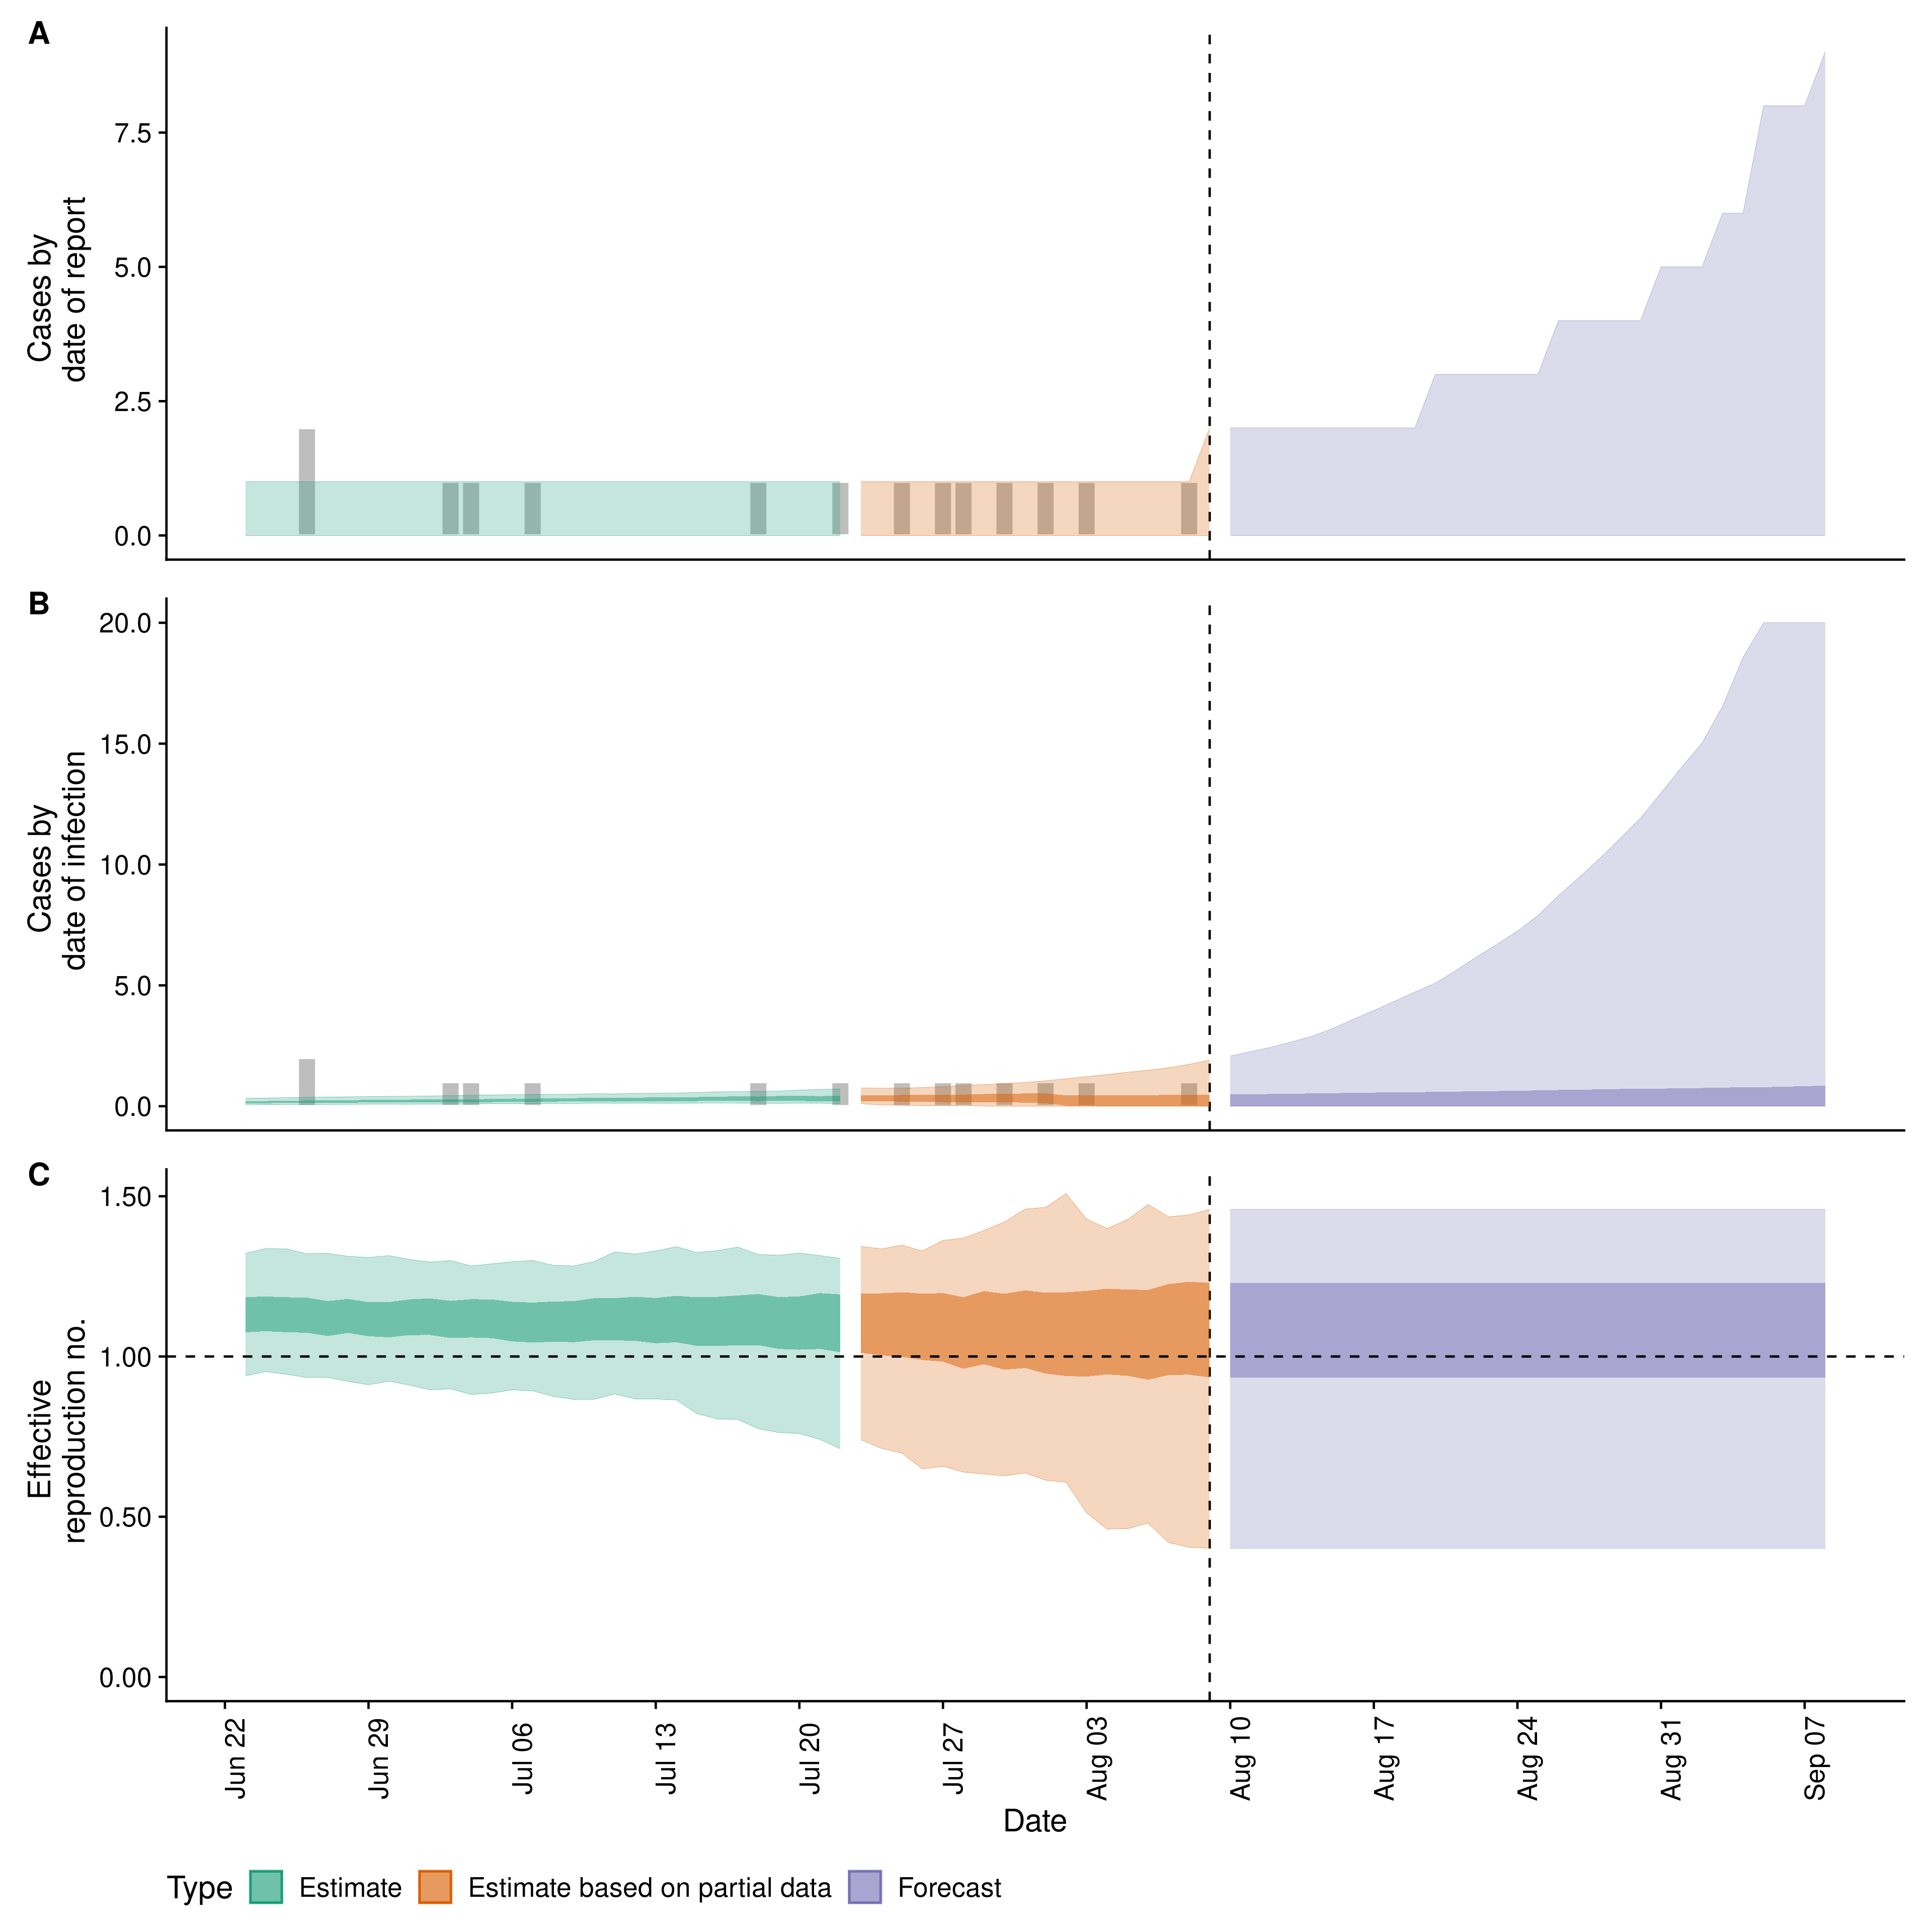 A
Cases by
date of report
7.5
5.0
2.5
0.0
B
Cases by
date of infection
20.0
15.0
10.0
5.0
0.0
C
Effective
reproduction no.
1.50
1.00
0.50
0.00
Jun 22
Jun 29
Jul 06
Jul 13
Jul 20
Jul 27
Aug 03
Aug 10
Aug 17
Aug 24
Aug 31
Sep 07
Date
Type Estimate Estimate based on partial data Forecast